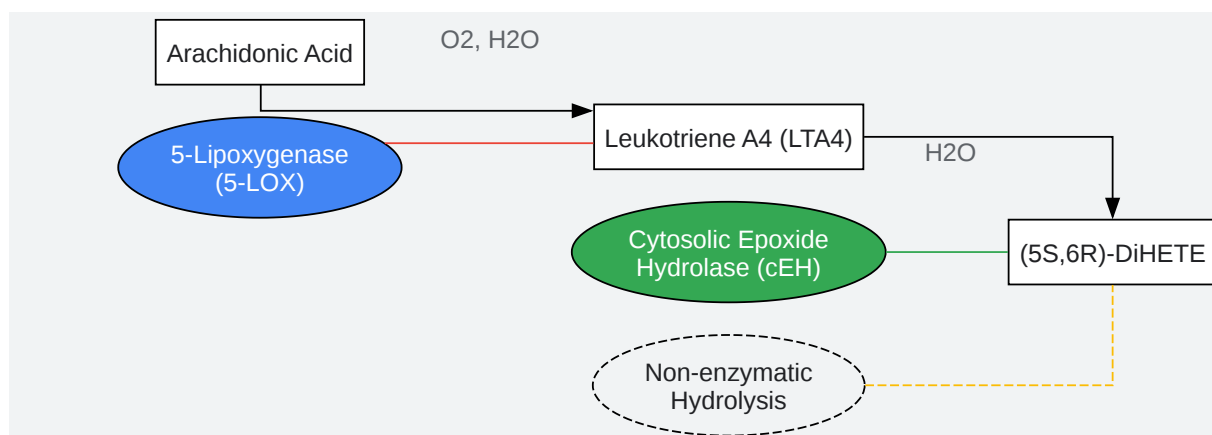 Arachidonic Acid
O2, H2O
5-Lipoxygenase
(5-LOX)
Leukotriene A4 (LTA4)
H2O
Cytosolic Epoxide
Hydrolase (cEH)
(5S,6R)-DiHETE
Non-enzymatic
Hydrolysis